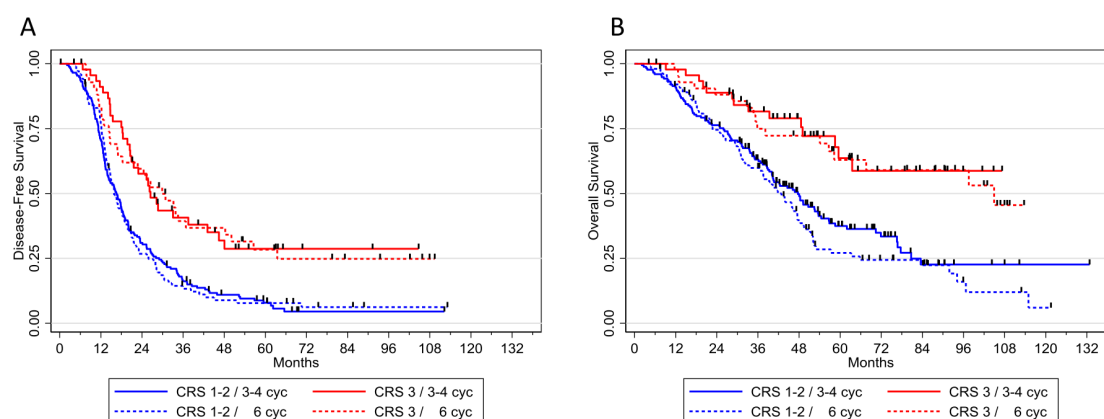 A
Disease-Free Survival
1.00
0.75
0.50
0.25
0.00
0 12 24 36 48 60 72 84 96 108 120 132
Months
CRS 1-2 / 3-4 cyc CRS 3 / 3-4 cyc
CRS 1-2 / 6 cyc CRS 3 / 6 cyc
B
Overall Survival
1.00
0.75
0.50
0.25
0.00
0 12 24 36 48 60 72 84 96 108 120 132
Months
CRS 1-2 / 3-4 cyc CRS 3 / 3-4 cyc
CRS 1-2 / 6 cyc CRS 3 / 6 cyc